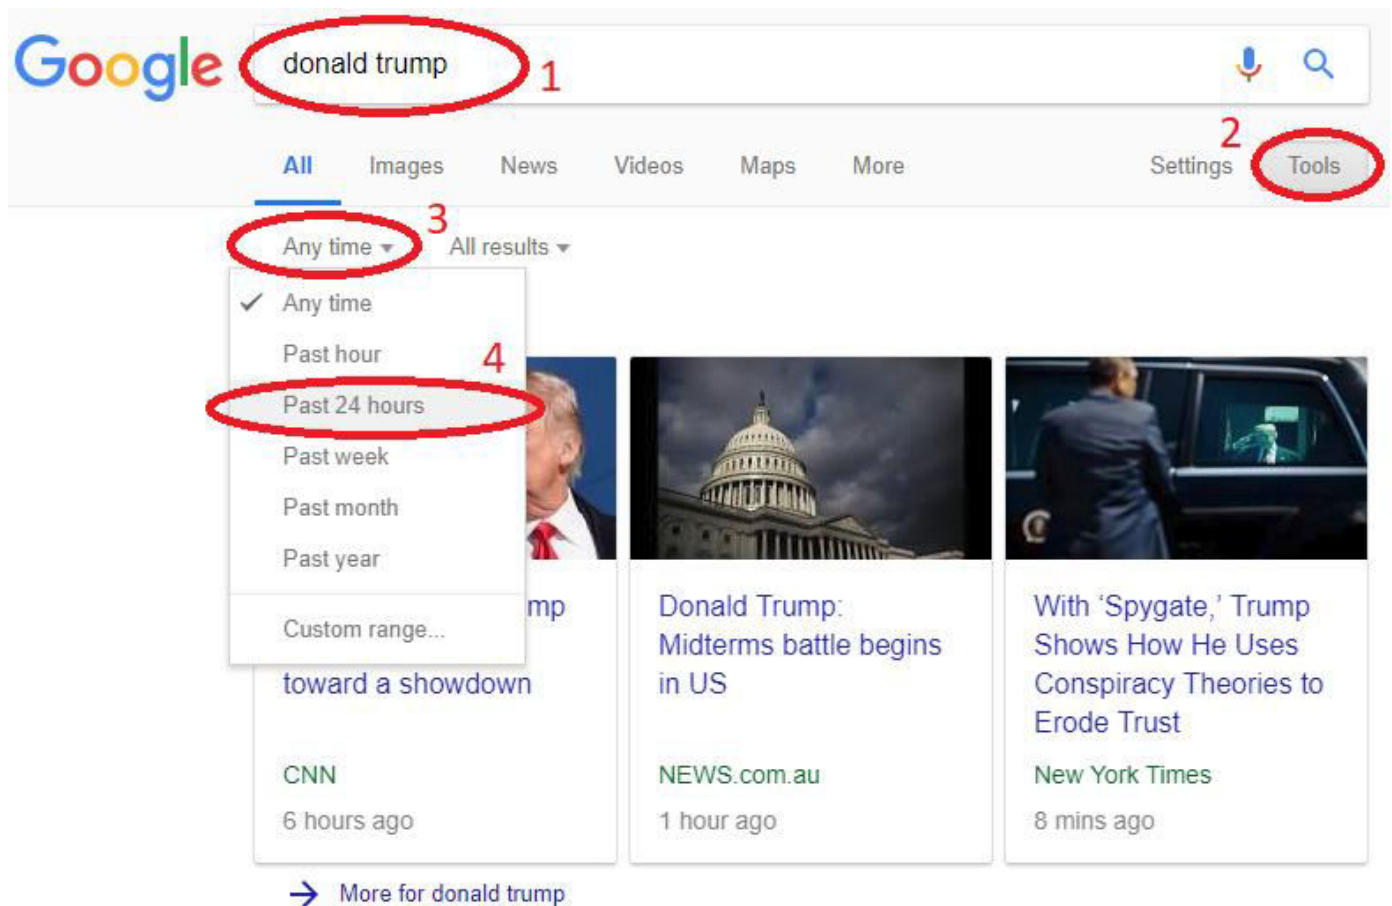 Google
donald trump
1
2
All Images News Videos Maps More Settings Tools
3
Any time All results
Any time
Past hour
4
Past 24 hours
Past week
Past month
Past year
Custom range...
mp
toward a showdown
CNN
6 hours ago
Donald Trump:
Midterms battle begins
in US
NEWS.com.au
1 hour ago
With ‘Spygate,’ Trump
Shows How He Uses
Conspiracy Theories to
Erode Trust
New York Times
8 mins ago
More for donald trump